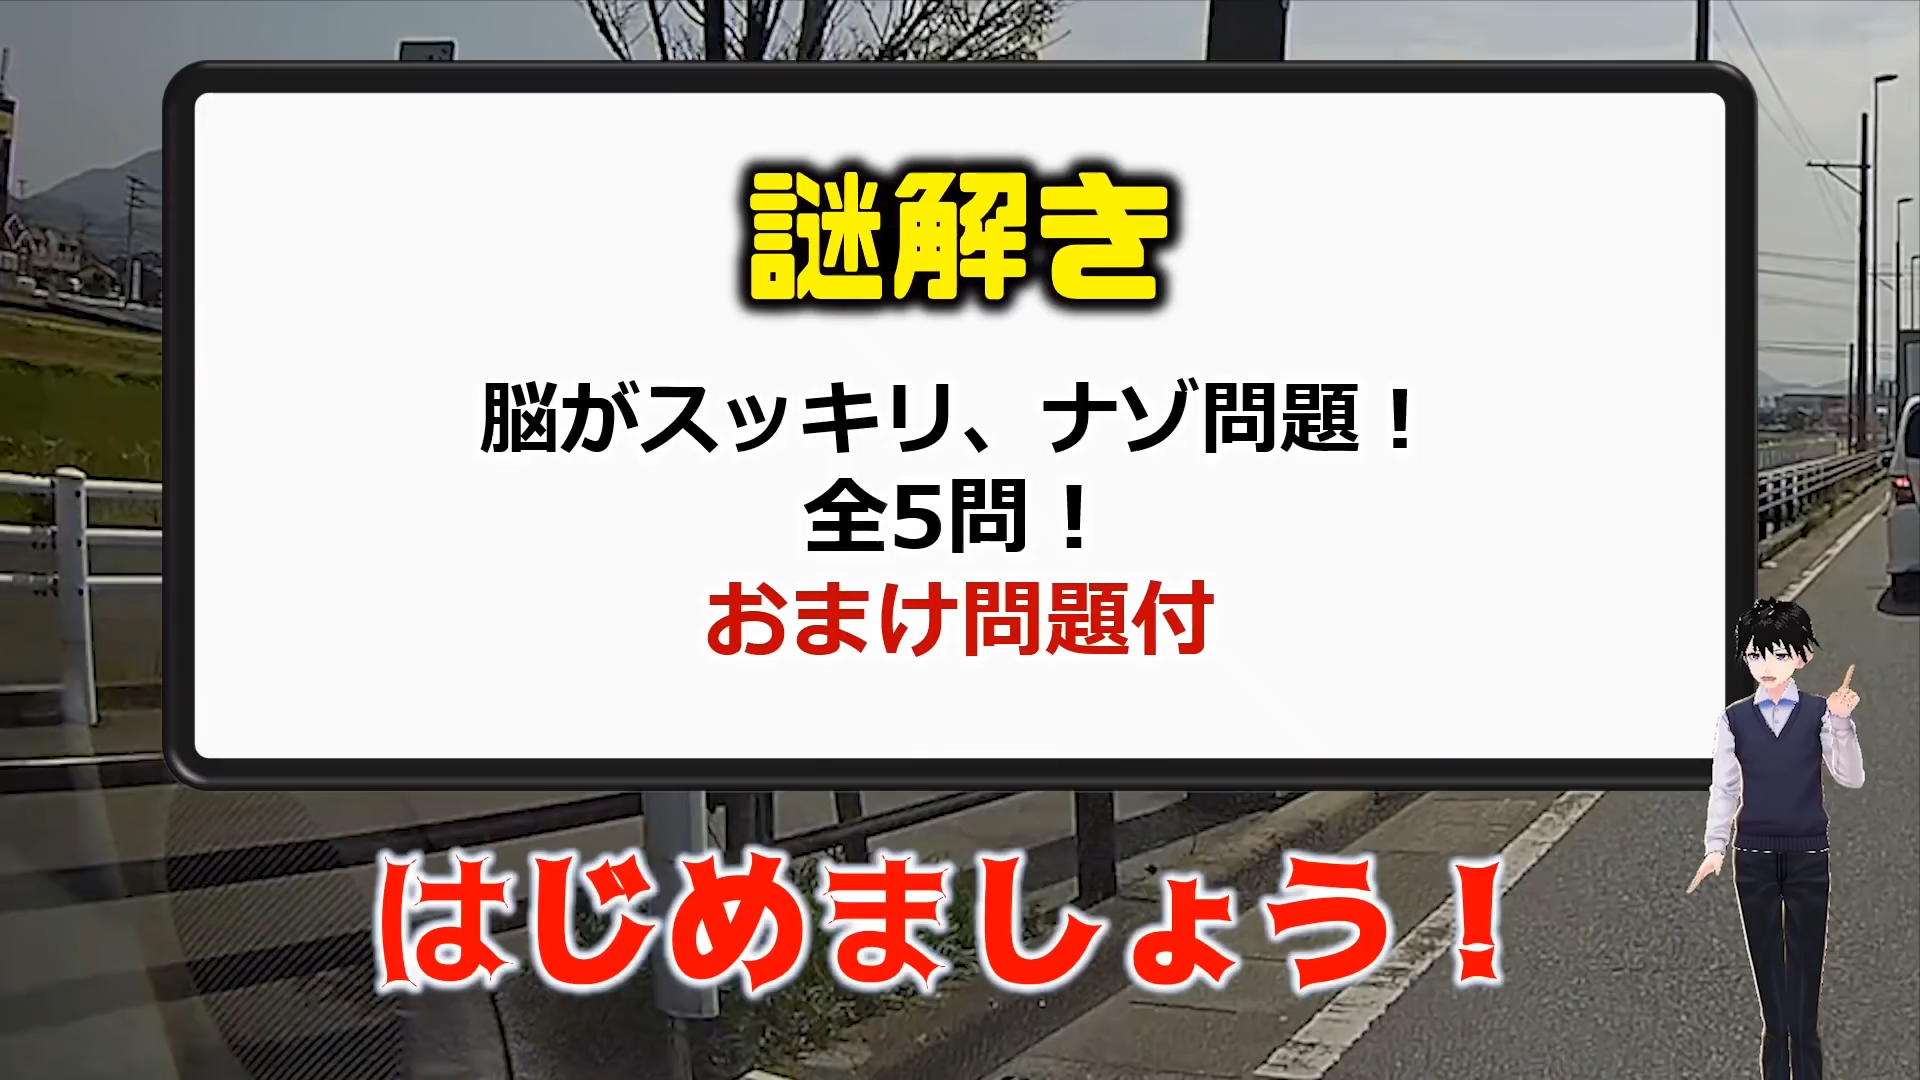 謎解き
脳がスッキリ、ナゾ問題！
全5問！
おまけ問題付
はじめましょう！